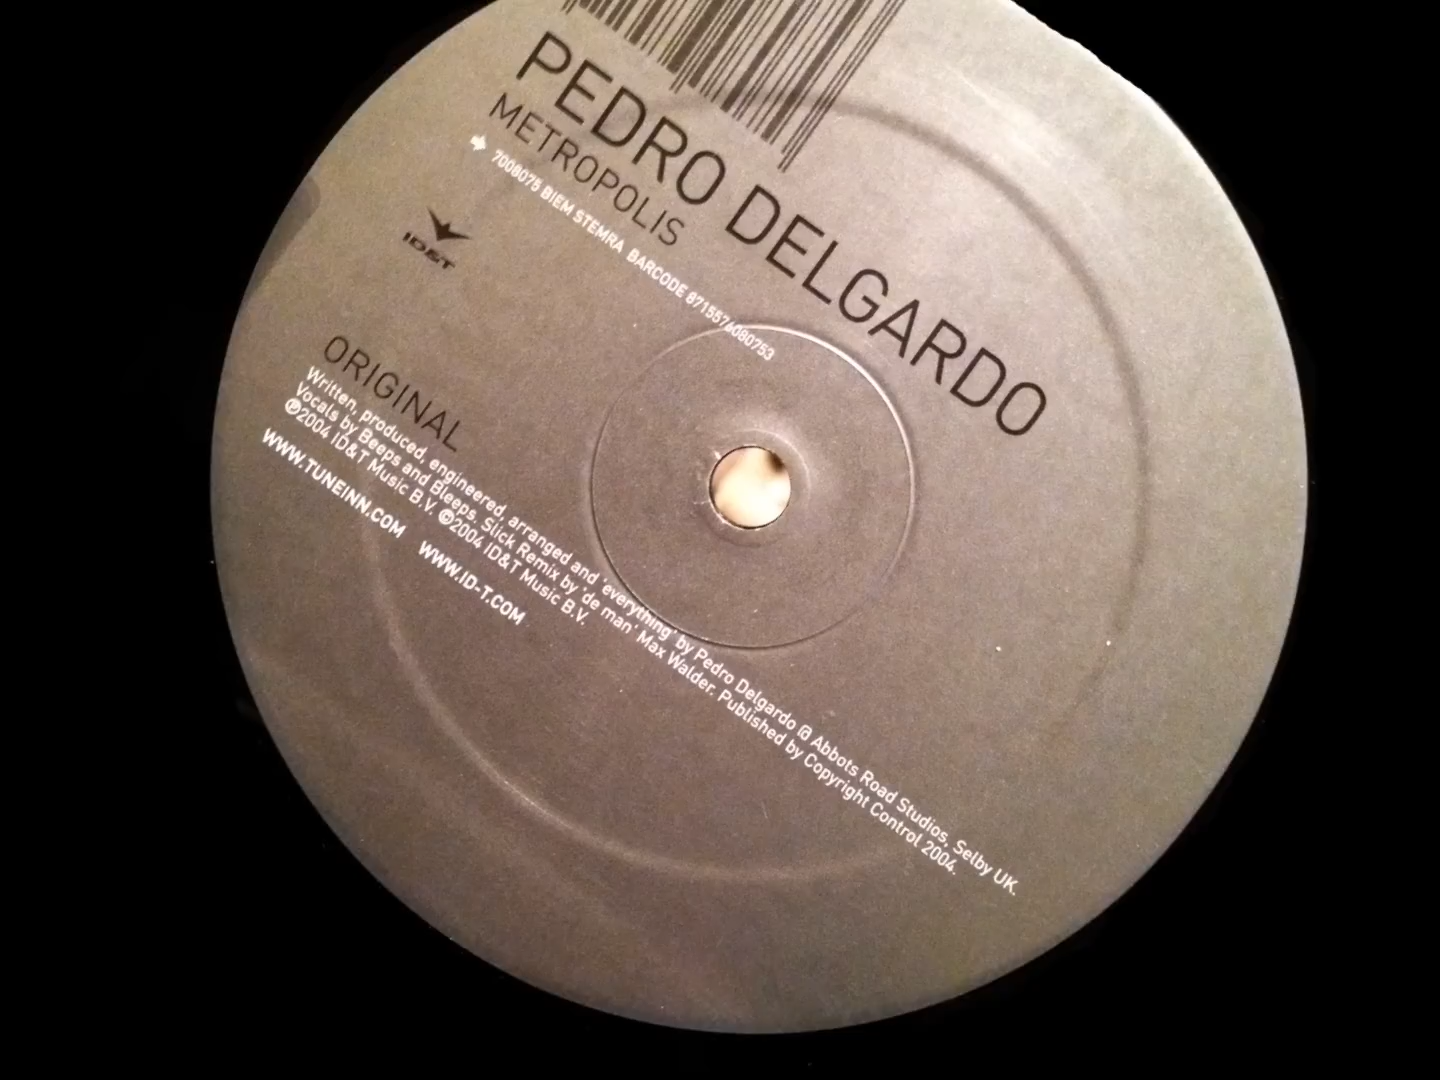 PEDRO DELGARDO
METROPOLIS
7008075 BIEM STEMRA BARCODE 8715576080753
ID&T
ORIGINAL
Written, produced, engineered, arranged and 'everything' by Pedro Delgardo @ Abbots Road Studios, Selby UK.
Vocals by Beeps and Bleeps. Slick Remix by 'de man' Max Walder. Published by Copyright Control 2004.
℗2004 ID&T Music B.V. ©2004 ID&T Music B.V.
WWW.TUNEINN.COM WWW.ID-T.COM